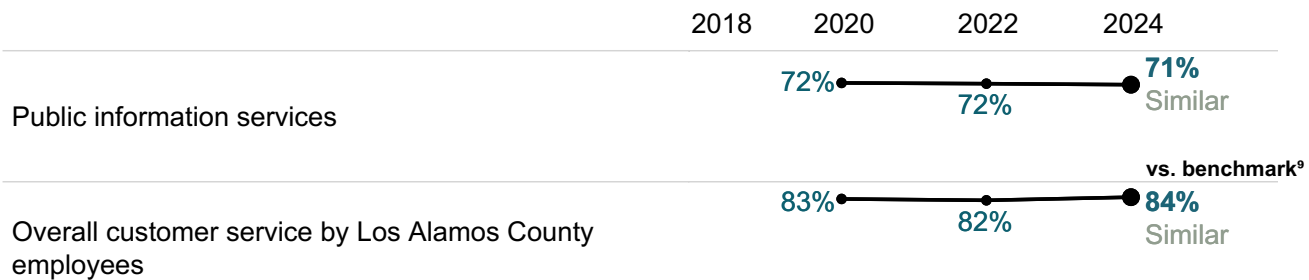 2018 2020 2022 2024
72% 72% 71%
Similar
Public information services
vs. benchmark⁹
83% 82% 84%
Similar
Overall customer service by Los Alamos County
employees